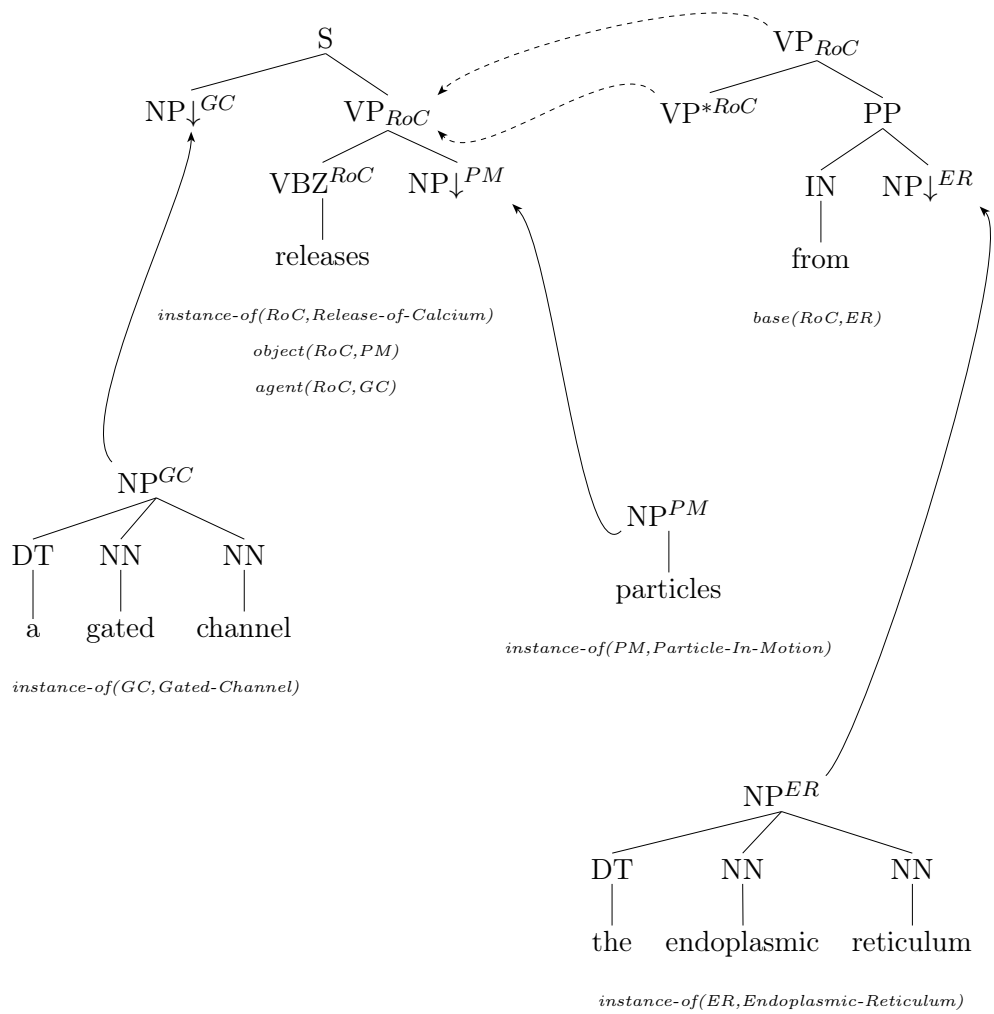 S
VP_RoC
NP↓^GC VP_RoC
VP*^RoC PP
VBZ^RoC NP↓^PM
IN NP↓^ER
releases
from
instance-of(RoC,Release-of-Calcium)
object(RoC,PM)
agent(RoC,GC)
base(RoC,ER)
NP^GC
DT NN NN
a gated channel
instance-of(GC,Gated-Channel)
NP^PM
particles
instance-of(PM,Particle-In-Motion)
NP^ER
DT NN NN
the endoplasmic reticulum
instance-of(ER,Endoplasmic-Reticulum)